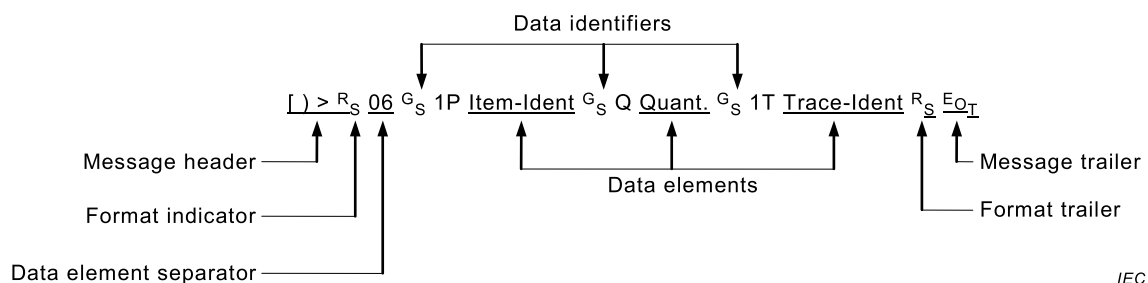 Data identifiers
[ ) > RS 06 GS 1P Item-Ident GS Q Quant. GS 1T Trace-Ident RS EOT
Message header
Message trailer
Data elements
Format indicator
Format trailer
Data element separator
IEC